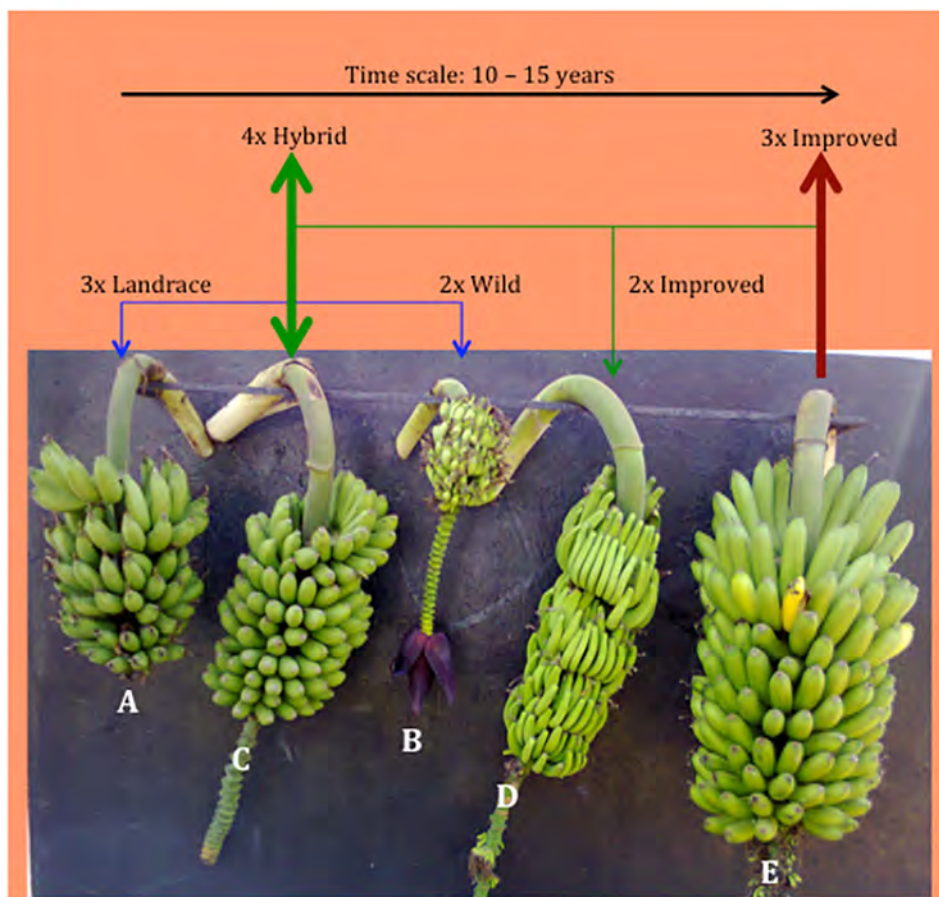 Time scale: 10 – 15 years
4x Hybrid
3x Improved
3x Landrace
2x Wild
2x Improved
A
C
B
D
E